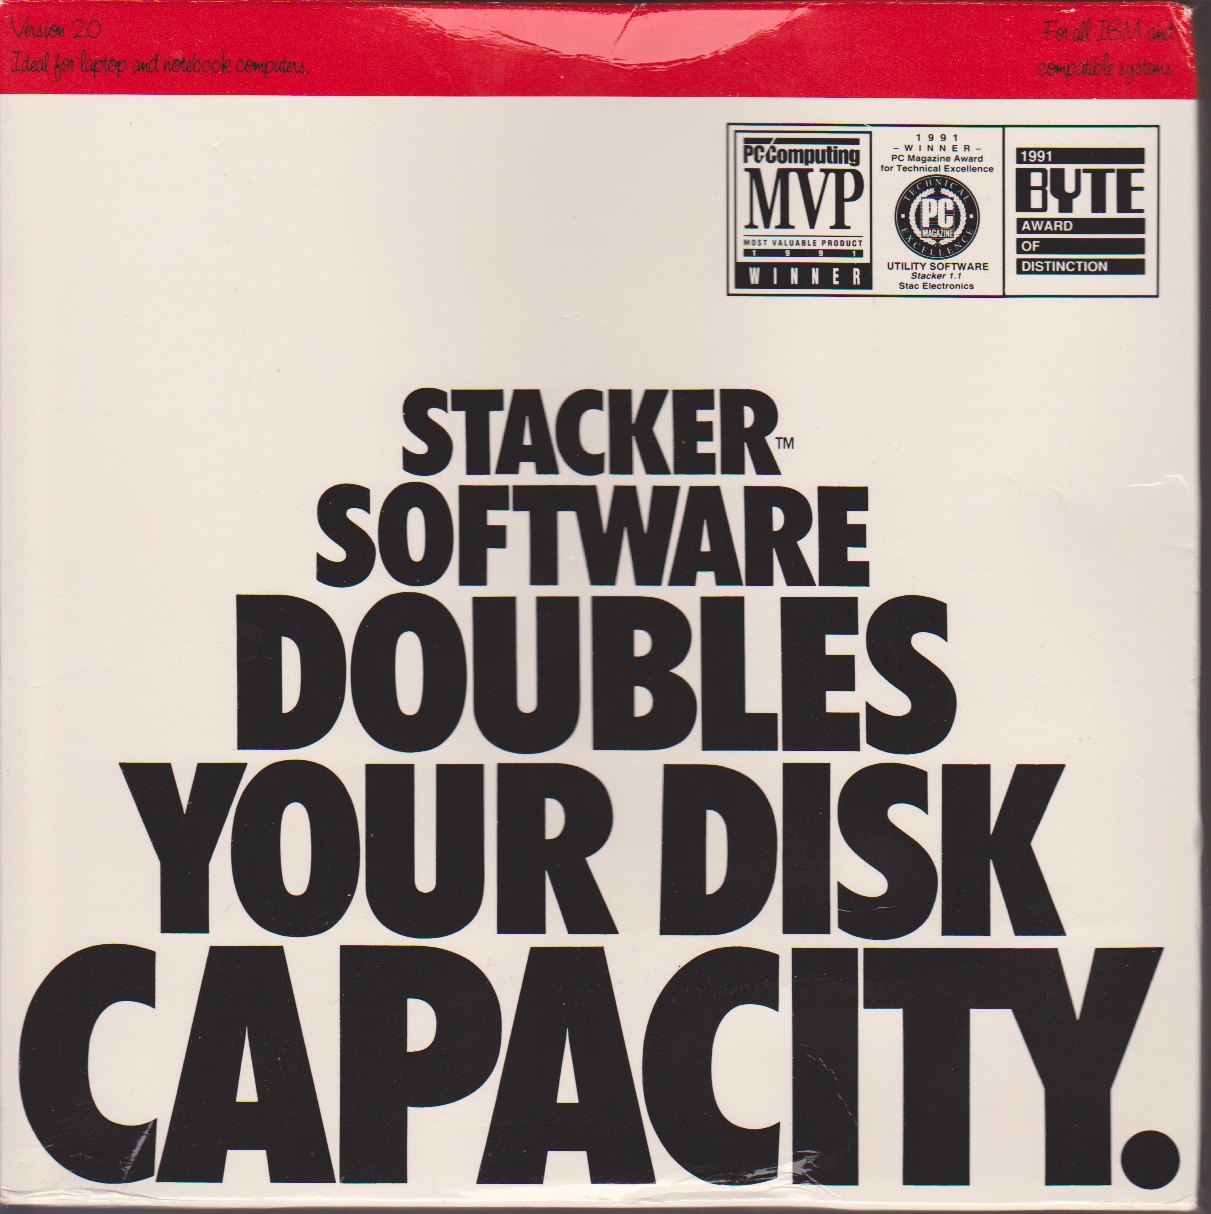 Version 2.0
Ideal for laptop and notebook computers.
For all IBM and
compatible systems.
PC/Computing
MVP
MOST VALUABLE PRODUCT
1 9 9 1
WINNER
1991
– WINNER –
PC Magazine Award
for Technical Excellence
TECHNICAL
PC
MAGAZINE
EXCELLENCE
UTILITY SOFTWARE
Stacker 1.1
Stac Electronics
1991
BYTE
AWARD
OF
DISTINCTION
STACKER™
SOFTWARE
DOUBLES
YOUR DISK
CAPACITY.